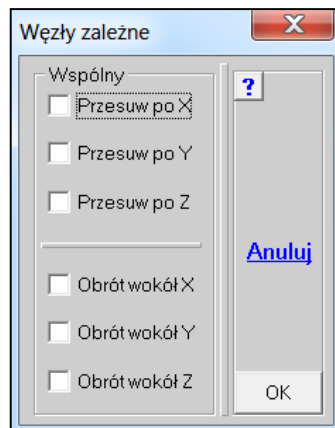 Węzły zależne
X
Wspólny
Przesuw po X
Przesuw po Y
Przesuw po Z
Obrót wokół X
Obrót wokół Y
Obrót wokół Z
?
Anuluj
OK